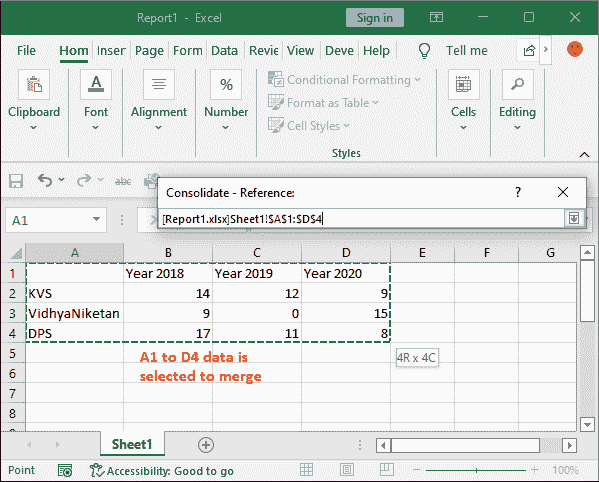 Report1 - Excel
Sign in
File Hom Inser Page Form Data Revie View Deve Help Tell me
Clipboard
A
Font
Alignment
%
Number
Conditional Formatting
Format as Table
Cell Styles
Styles
Cells
Editing
abc
Consolidate - Reference: ?
[Report1.xlsx]Sheet1!$A$1:$D$4
A1
A B C D E F G
1 Year 2018 Year 2019 Year 2020
2 KVS 14 12 9
3 VidhyaNiketan 9 0 15
4 DPS 17 11 8
5 A1 to D4 data is
4R x 4C
6 selected to merge
7
8
9
Sheet1
Point Accessibility: Good to go 100%